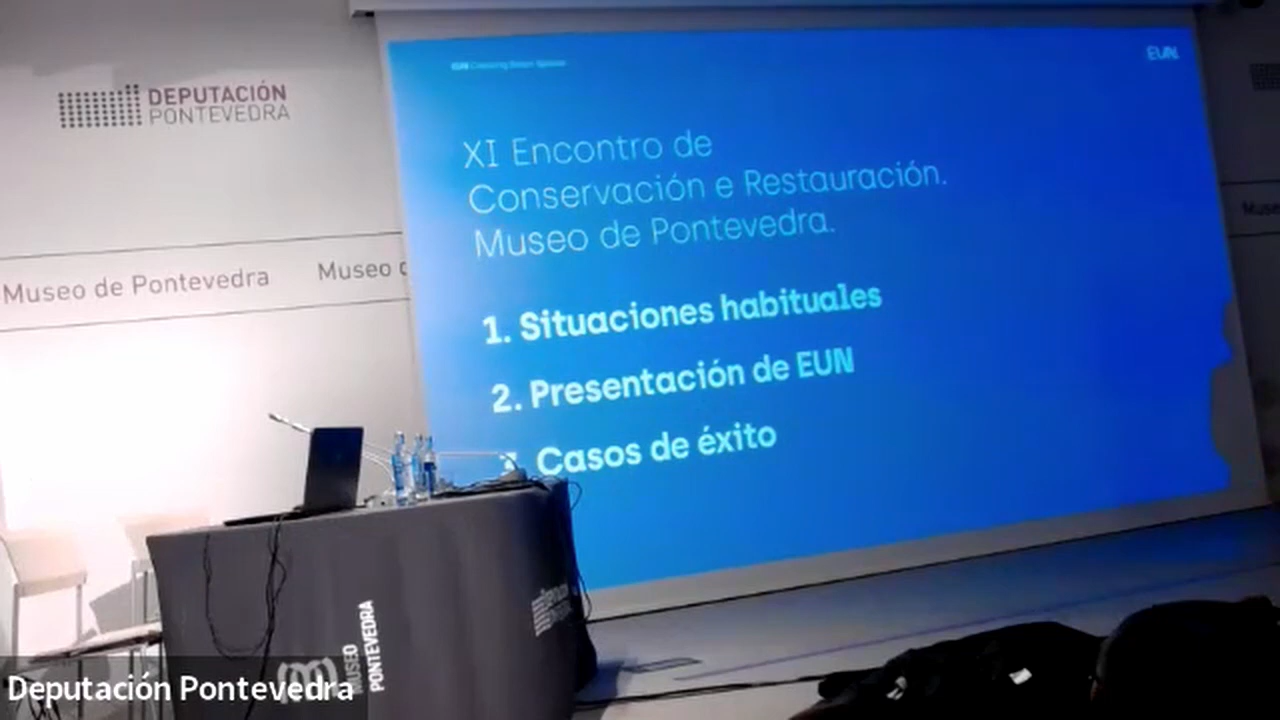 DEPUTACIÓN
PONTEVEDRA
Museo de Pontevedra
Museo
EUN
XI Encontro de
Conservación e Restauración.
Museo de Pontevedra.
1. Situaciones habituales
2. Presentación de EUN
Casos de éxito
MUSEO
PONTEVEDRA
Deputación Pontevedra